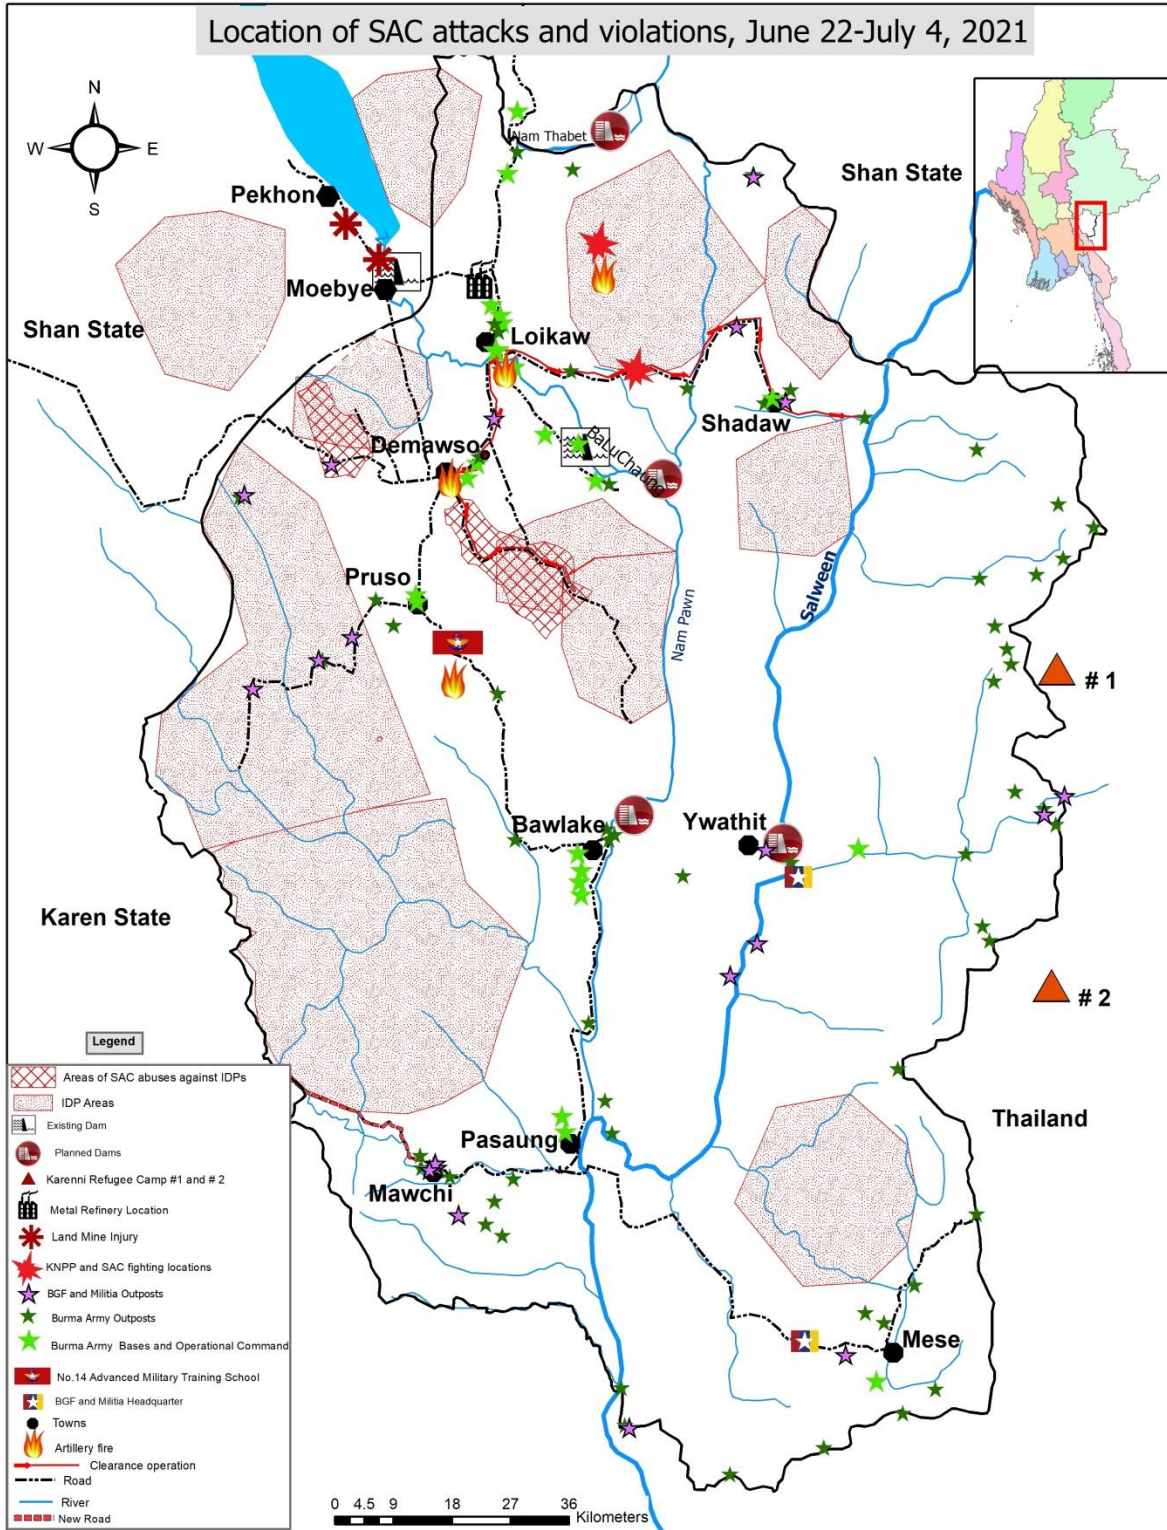 Location of SAC attacks and violations, June 22-July 4, 2021
N
W
E
S
Nam Thabet
Shan State
Pekhon
Moebye
Shan State
Loikaw
Shadaw
Demawso
BaLuChaung
Salween
Pruso
Nam Pawn
# 1
Bawlake
Ywathit
Karen State
# 2
Legend
Areas of SAC abuses against IDPs
IDP Areas
Existing Dam
Planned Dams
Karenni Refugee Camp #1 and # 2
Metal Refinery Location
Land Mine Injury
KNPP and SAC fighting locations
BGF and Militia Outposts
Burma Army Outposts
Burma Army Bases and Operational Command
No.14 Advanced Military Training School
BGF and Militia Headquarter
Towns
Artillery fire
Clearance operation
Road
River
New Road
Thailand
Pasaung
Mawchi
Mese
0 4.5 9 18 27 36
Kilometers